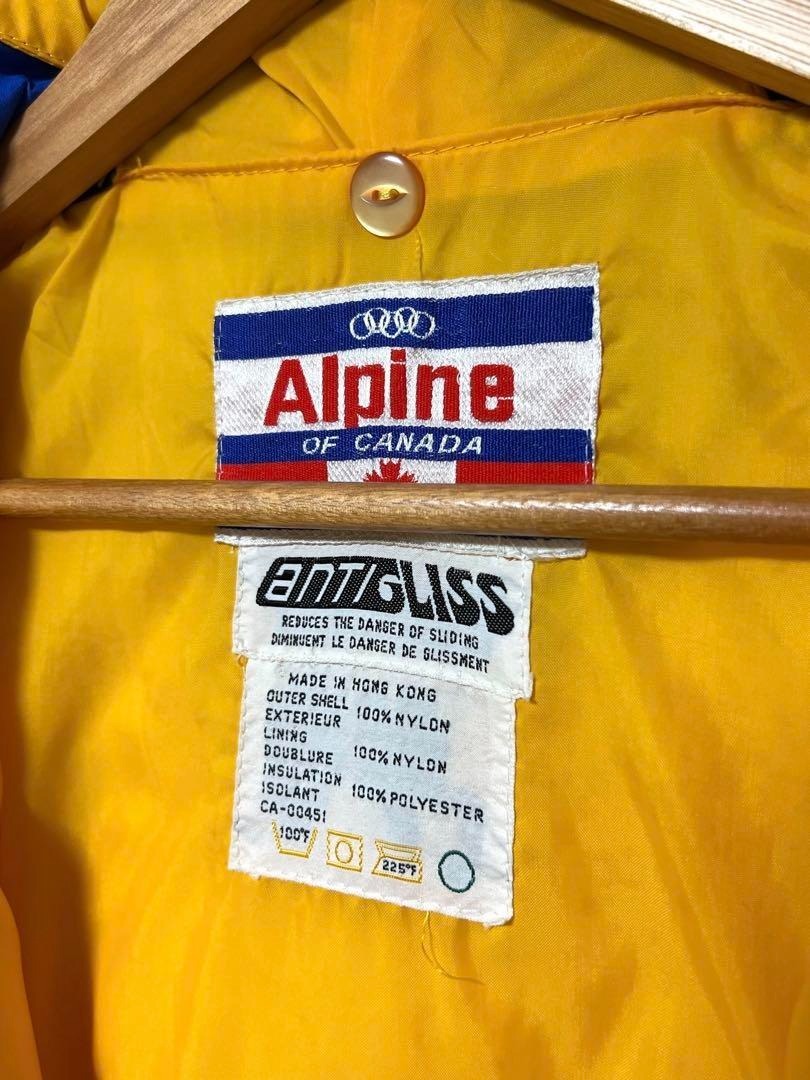 Alpine
OF CANADA
ANTIGLISS
REDUCES THE DANGER OF SLIDING
DIMINUENT LE DANGER DE GLISSMENT
MADE IN HONG KONG
OUTER SHELL
EXTERIEUR 100% NYLON
LINING
DOUBLURE 100% NYLON
INSULATION
ISOLANT 100% POLYESTER
CA-00451
100°F
225°F